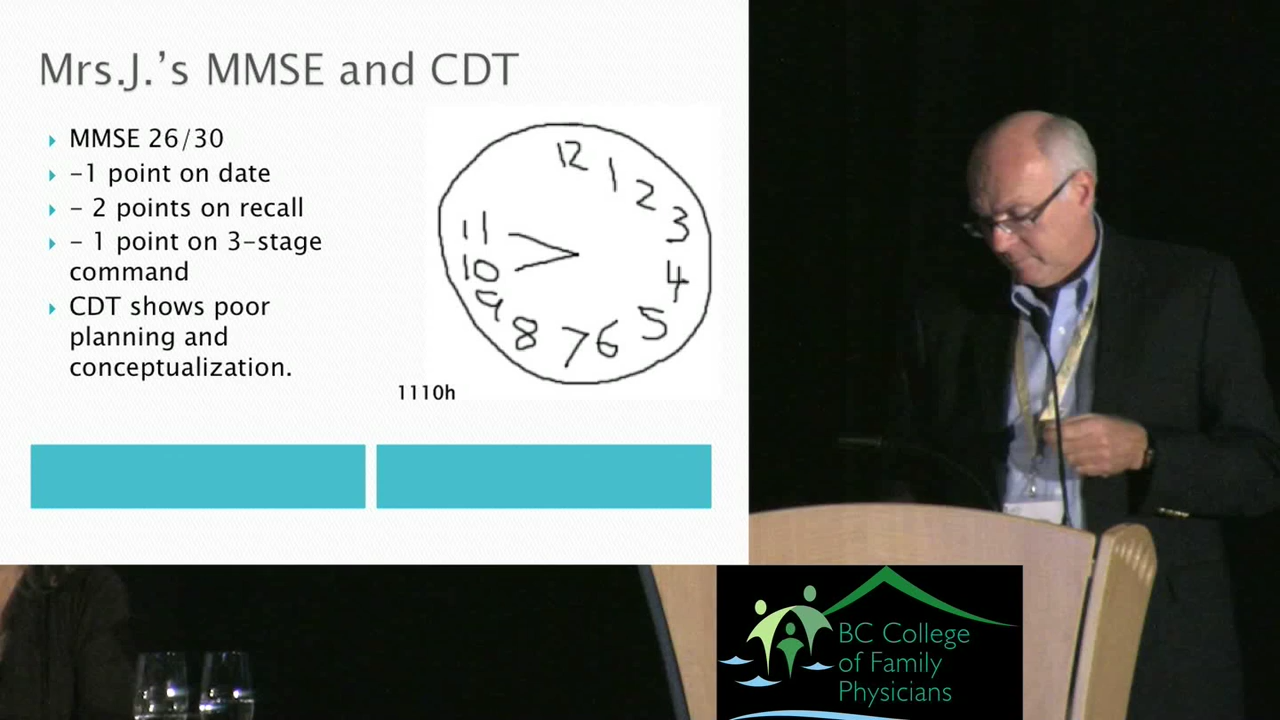 Mrs.J.'s MMSE and CDT
MMSE 26/30
-1 point on date
- 2 points on recall
- 1 point on 3-stage
command
CDT shows poor
planning and
conceptualization.
12
1
2
3
4
5
6
7
8
9
10
11
1110h
BC College
of Family
Physicians